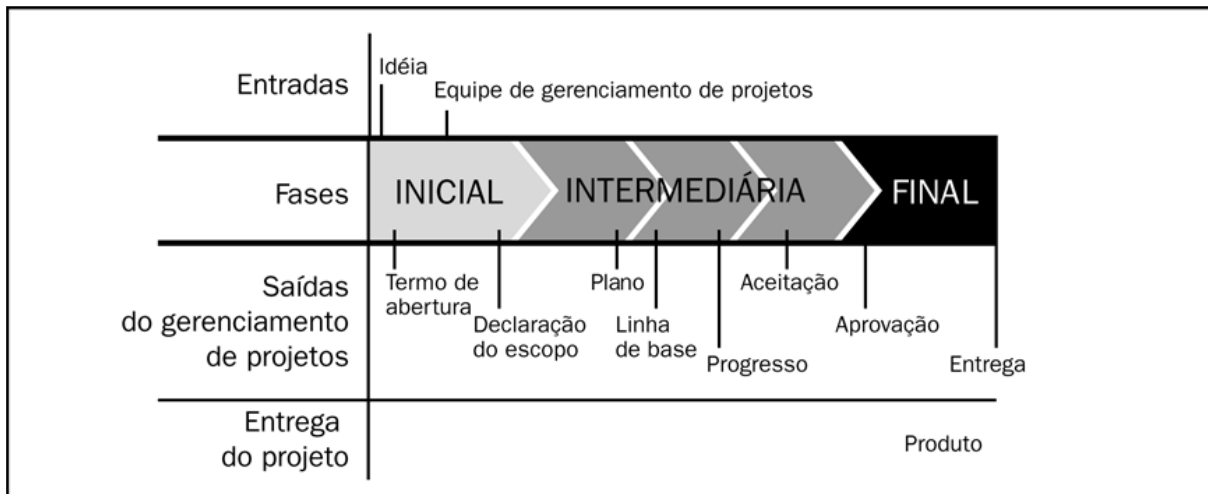 Entradas
Idéia
Equipe de gerenciamento de projetos
Fases
INICIAL
INTERMEDIÁRIA
FINAL
Saídas
do gerenciamento
de projetos
Termo de
abertura
Declaração
do escopo
Plano
Linha
de base
Progresso
Aceitação
Aprovação
Entrega
Entrega
do projeto
Produto